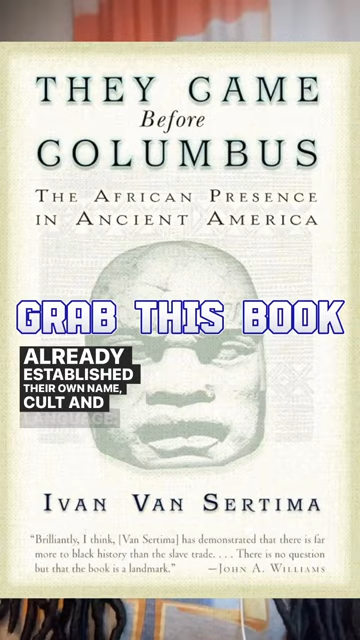 THEY CAME
Before
COLUMBUS
THE AFRICAN PRESENCE
IN ANCIENT AMERICA
GRAB THIS BOOK
ALREADY
ESTABLISHED
THEIR OWN NAME,
CULT AND
LANGUAGE.
IVAN VAN SERTIMA
"Brilliantly, I think, [Van Sertima] has demonstrated that there is far
more to black history than the slave trade. . . . There is no question
but that the book is a landmark." —JOHN A. WILLIAMS